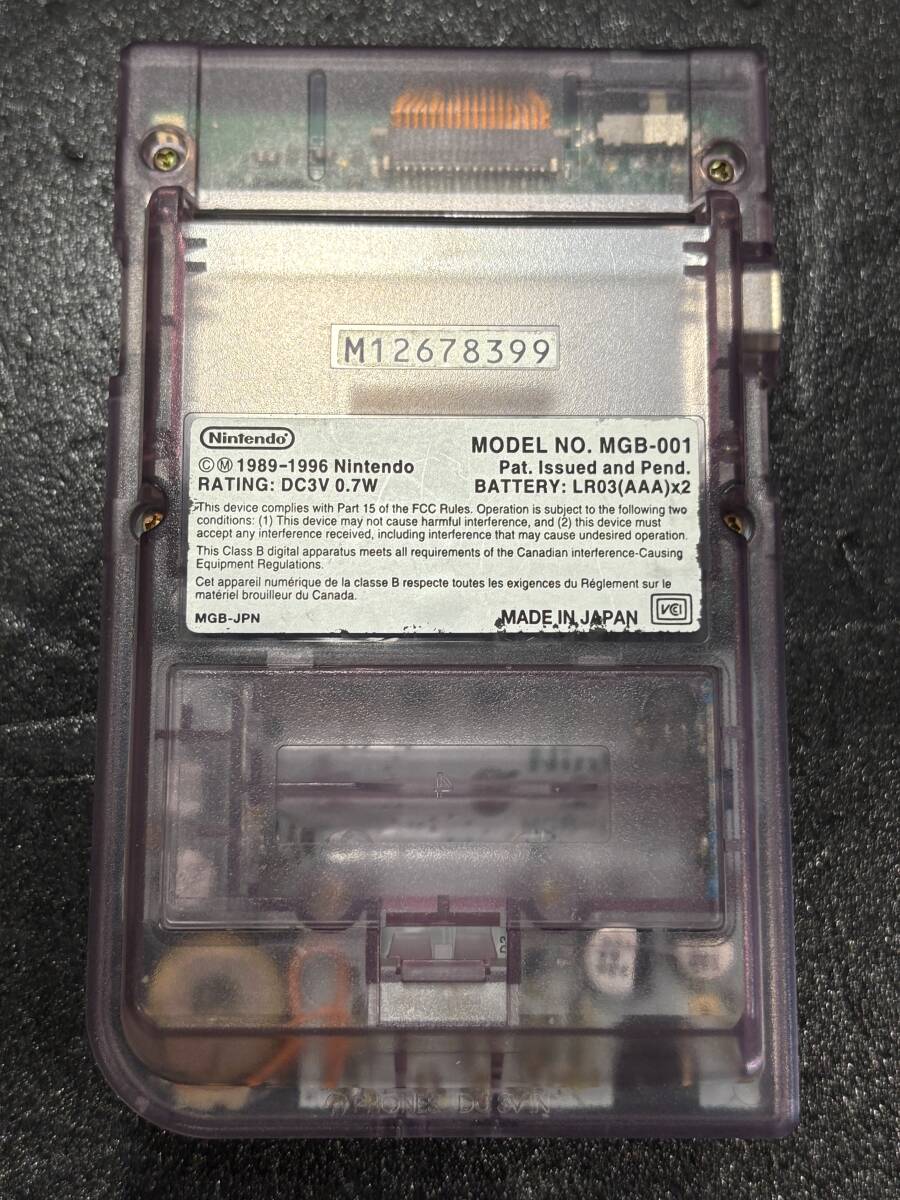 M12678399
Nintendo
MODEL NO. MGB-001
©Ⓜ 1989-1996 Nintendo
Pat. Issued and Pend.
RATING: DC3V 0.7W
BATTERY: LR03(AAA)x2
This device complies with Part 15 of the FCC Rules. Operation is subject to the following two
conditions: (1) This device may not cause harmful interference, and (2) this device must
accept any interference received, including interference that may cause undesired operation.
This Class B digital apparatus meets all requirements of the Canadian interference-Causing
Equipment Regulations.
Cet appareil numérique de la classe B respecte toutes les exigences du Réglement sur le
matériel brouilleur du Canada.
MGB-JPN
MADE IN JAPAN
VCI